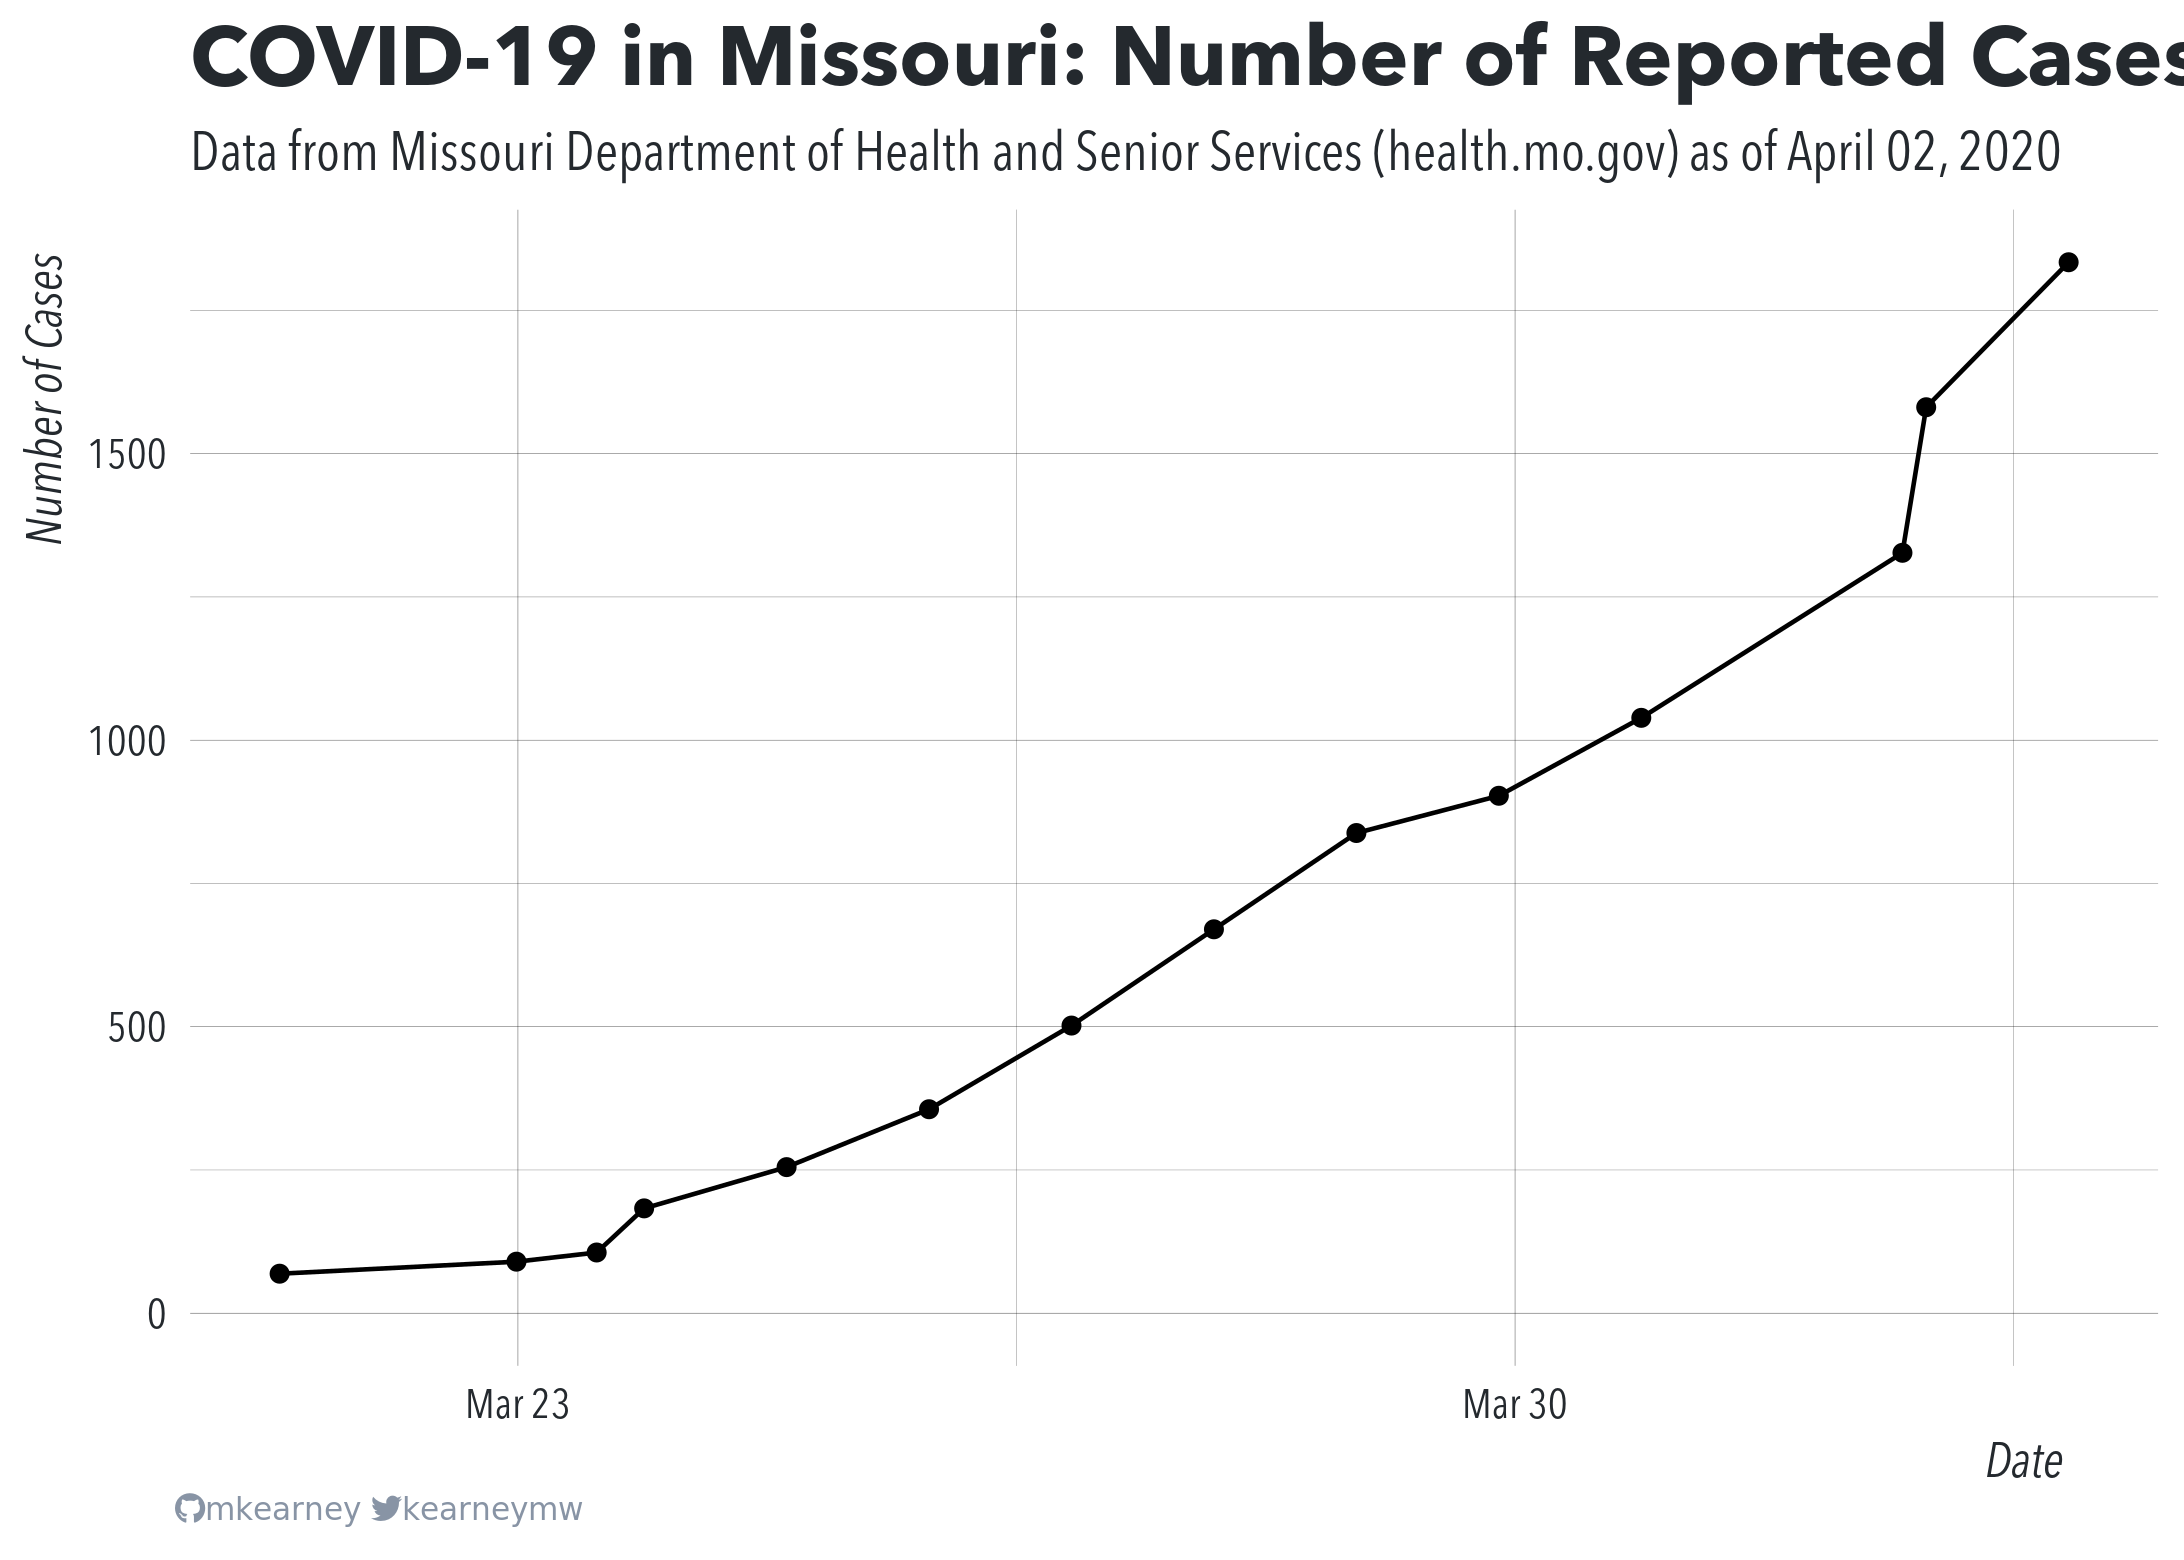 COVID-19 in Missouri: Number of Reported Cases
Data from Missouri Department of Health and Senior Services (health.mo.gov) as of April 02, 2020
Number of Cases
1500
1000
500
0
Mar 23 Mar 30
Date
mkearney kearneymw